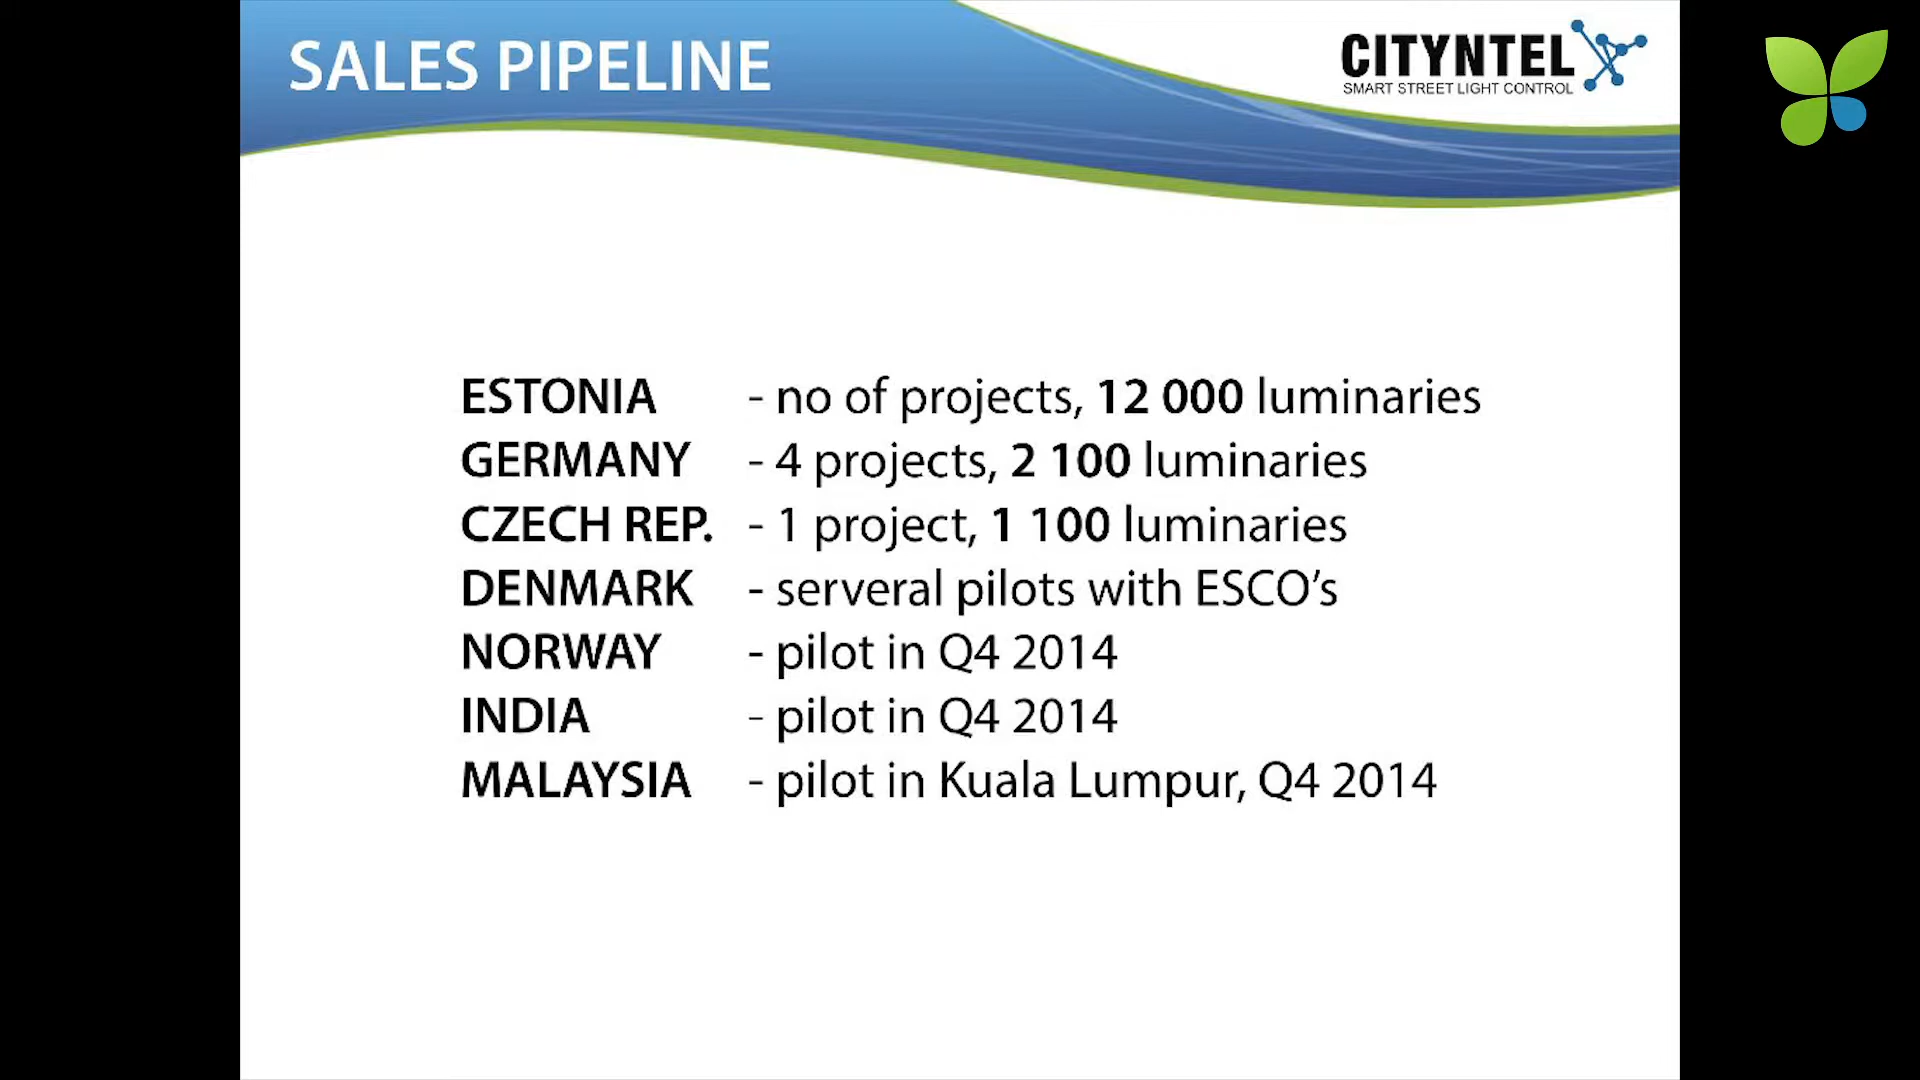 SALES PIPELINE
CITYNTEL
SMART STREET LIGHT CONTROL
ESTONIA - no of projects, 12 000 luminaries
GERMANY - 4 projects, 2 100 luminaries
CZECH REP. - 1 project, 1 100 luminaries
DENMARK - serveral pilots with ESCO’s
NORWAY - pilot in Q4 2014
INDIA - pilot in Q4 2014
MALAYSIA - pilot in Kuala Lumpur, Q4 2014